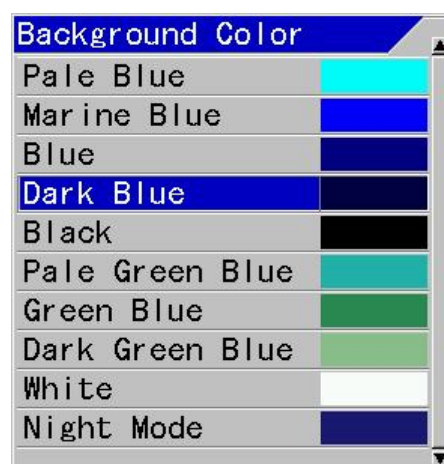 Background Color
Pale Blue
Marine Blue
Blue
Dark Blue
Black
Pale Green Blue
Green Blue
Dark Green Blue
White
Night Mode